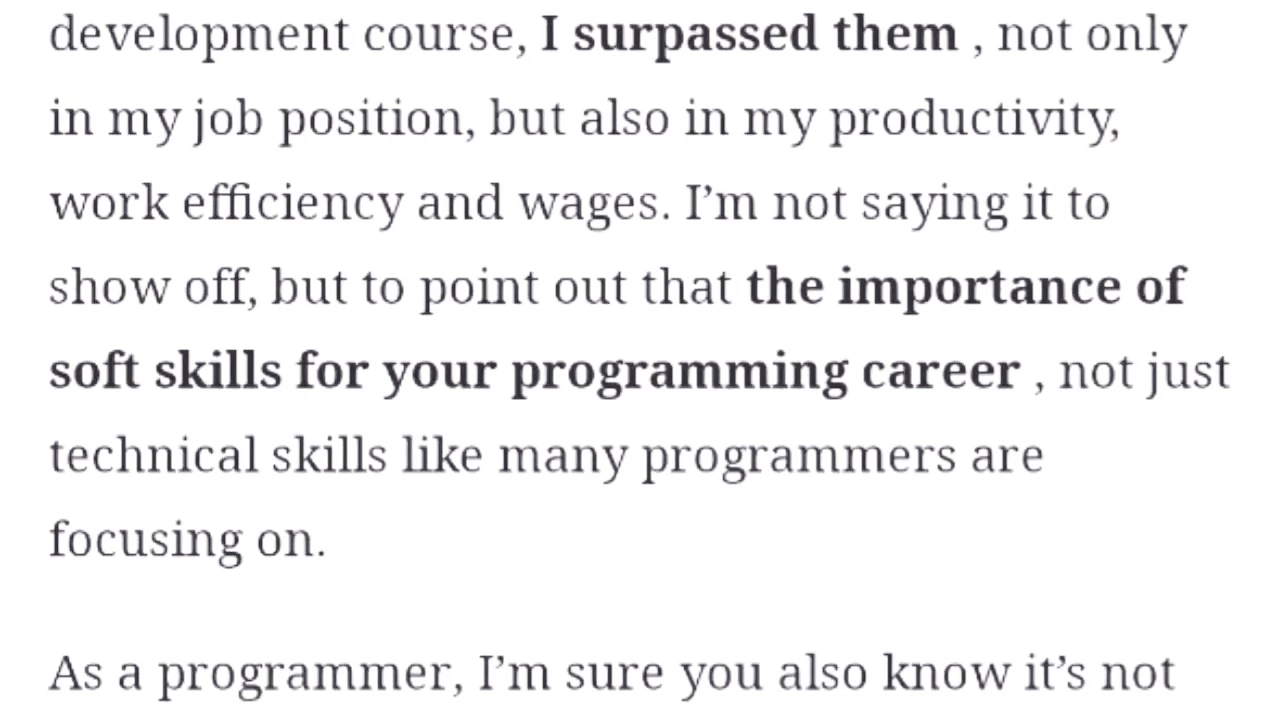 development course, I surpassed them , not only
in my job position, but also in my productivity,
work efficiency and wages. I’m not saying it to
show off, but to point out that the importance of
soft skills for your programming career , not just
technical skills like many programmers are
focusing on.
As a programmer, I’m sure you also know it’s not